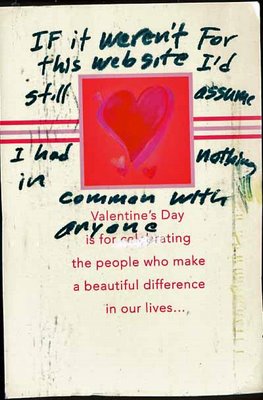 IF it weren't For
this website I'd
still assume
I had nothing
in
common with
anyone
Valentine's Day
is for celebrating
the people who make
a beautiful difference
in our lives...